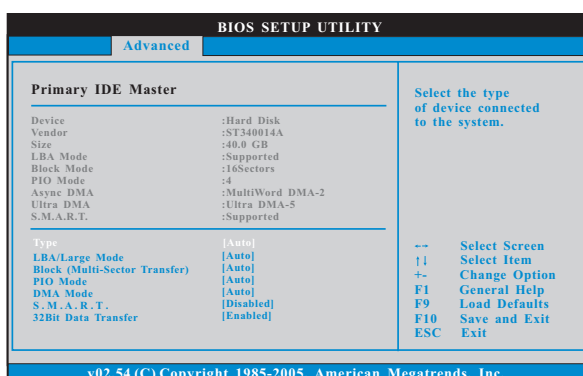 BIOS SETUP UTILITY
Advanced
Primary IDE Master
Device :Hard Disk
Vendor :ST340014A
Size :40.0 GB
LBA Mode :Supported
Block Mode :16Sectors
PIO Mode :4
Async DMA :MultiWord DMA-2
Ultra DMA :Ultra DMA-5
S.M.A.R.T. :Supported
Type [Auto]
LBA/Large Mode [Auto]
Block (Multi-Sector Transfer) [Auto]
PIO Mode [Auto]
DMA Mode [Auto]
S.M.A.R.T. [Disabled]
32Bit Data Transfer [Enabled]
Select the type
of device connected
to the system.
←→ Select Screen
↑↓ Select Item
+- Change Option
F1 General Help
F9 Load Defaults
F10 Save and Exit
ESC Exit
v02.54 (C) Copyright 1985-2005, American Megatrends, Inc.